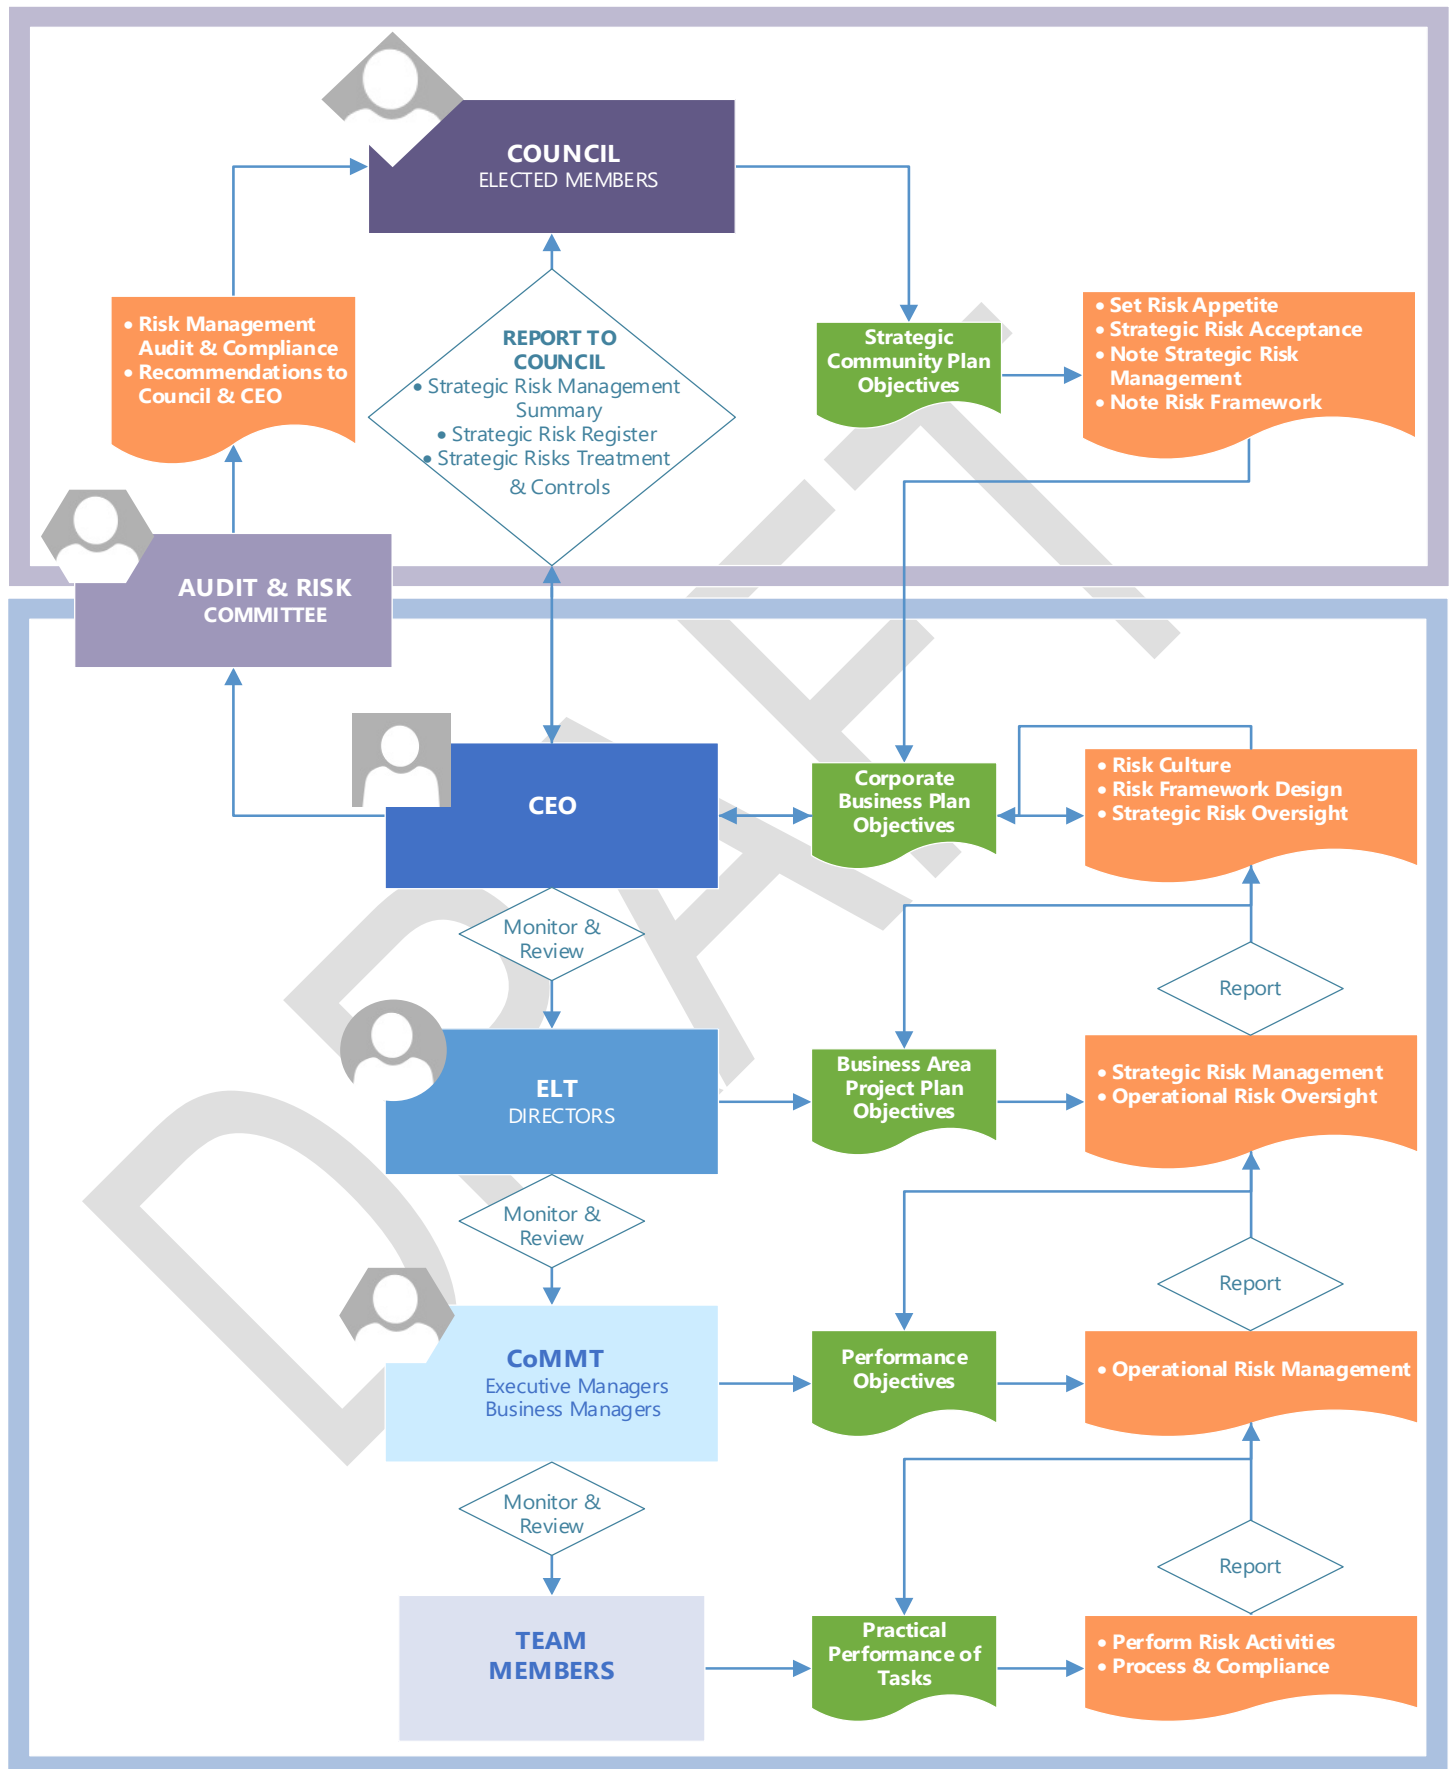 COUNCIL
ELECTED MEMBERS
• Risk Management
Audit & Compliance
• Recommendations to
Council & CEO
REPORT TO
COUNCIL
• Strategic Risk Management
Summary
• Strategic Risk Register
• Strategic Risks Treatment
& Controls
Strategic
Community Plan
Objectives
• Set Risk Appetite
• Strategic Risk Acceptance
• Note Strategic Risk
Management
• Note Risk Framework
AUDIT & RISK
COMMITTEE
CEO
Corporate
Business Plan
Objectives
• Risk Culture
• Risk Framework Design
• Strategic Risk Oversight
Monitor &
Review
Report
ELT
DIRECTORS
Business Area
Project Plan
Objectives
• Strategic Risk Management
• Operational Risk Oversight
Monitor &
Review
Report
CoMMT
Executive Managers
Business Managers
Performance
Objectives
• Operational Risk Management
Monitor &
Review
Report
TEAM
MEMBERS
Practical
Performance of
Tasks
• Perform Risk Activities
• Process & Compliance
DRAFT